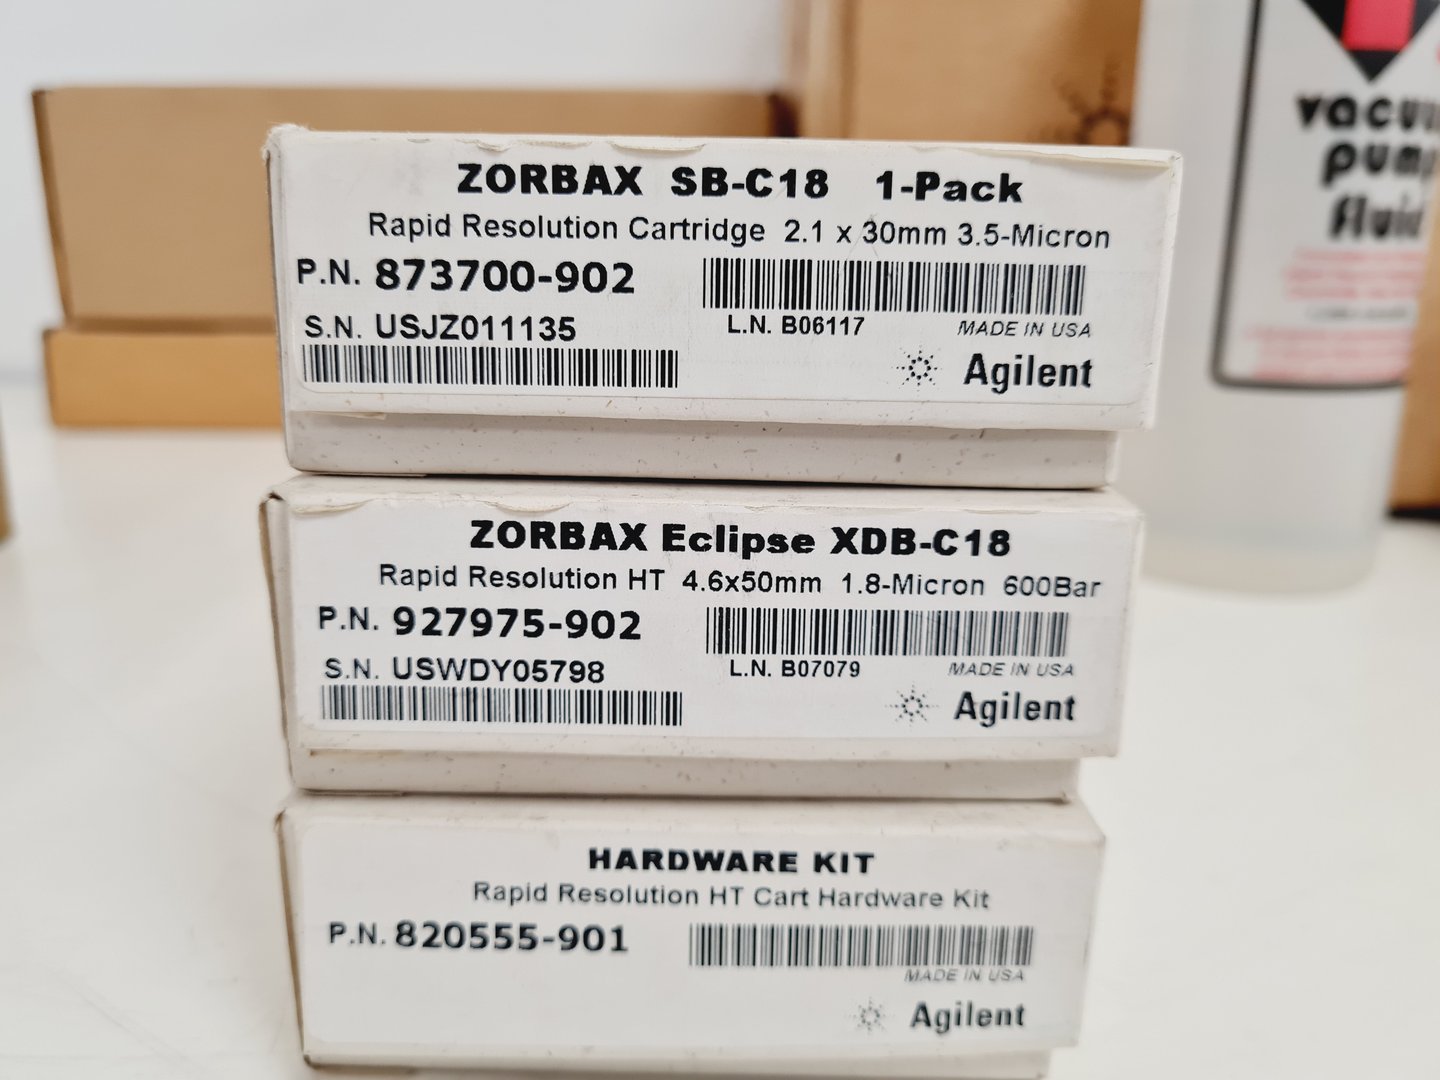 ZORBAX SB-C18 1-Pack
Rapid Resolution Cartridge 2.1 x 30mm 3.5-Micron
P.N. 873700-902
S.N. USJZ011135
L.N. B06117
MADE IN USA
Agilent
ZORBAX Eclipse XDB-C18
Rapid Resolution HT 4.6x50mm 1.8-Micron 600Bar
P.N. 927975-902
S.N. USWDY05798
L.N. B07079
MADE IN USA
Agilent
HARDWARE KIT
Rapid Resolution HT Cart Hardware Kit
P.N. 820555-901
MADE IN USA
Agilent
vacuu
pump
fluid